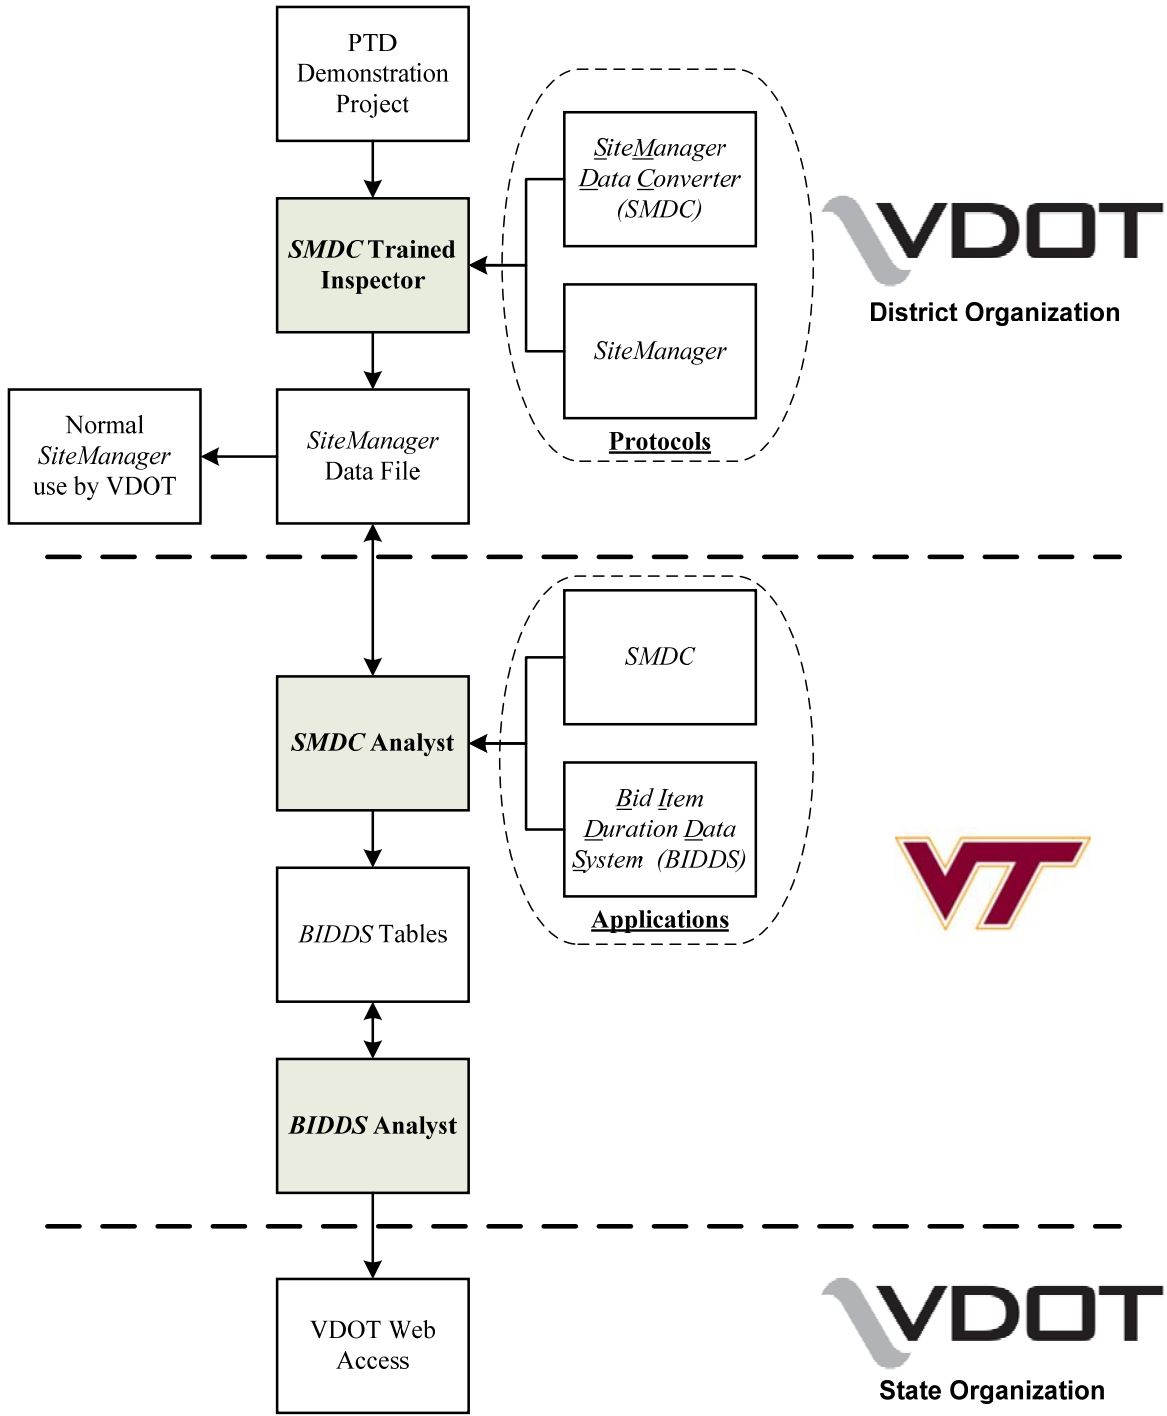 PTD
Demonstration
Project
SiteManager
Data Converter
(SMDC)
SMDC Trained
Inspector
SiteManager
Protocols
VDOT
District Organization
Normal
SiteManager
use by VDOT
SiteManager
Data File
SMDC
SMDC Analyst
Bid Item
Duration Data
System (BIDDS)
Applications
VT
BIDDS Tables
BIDDS Analyst
VDOT Web
Access
VDOT
State Organization